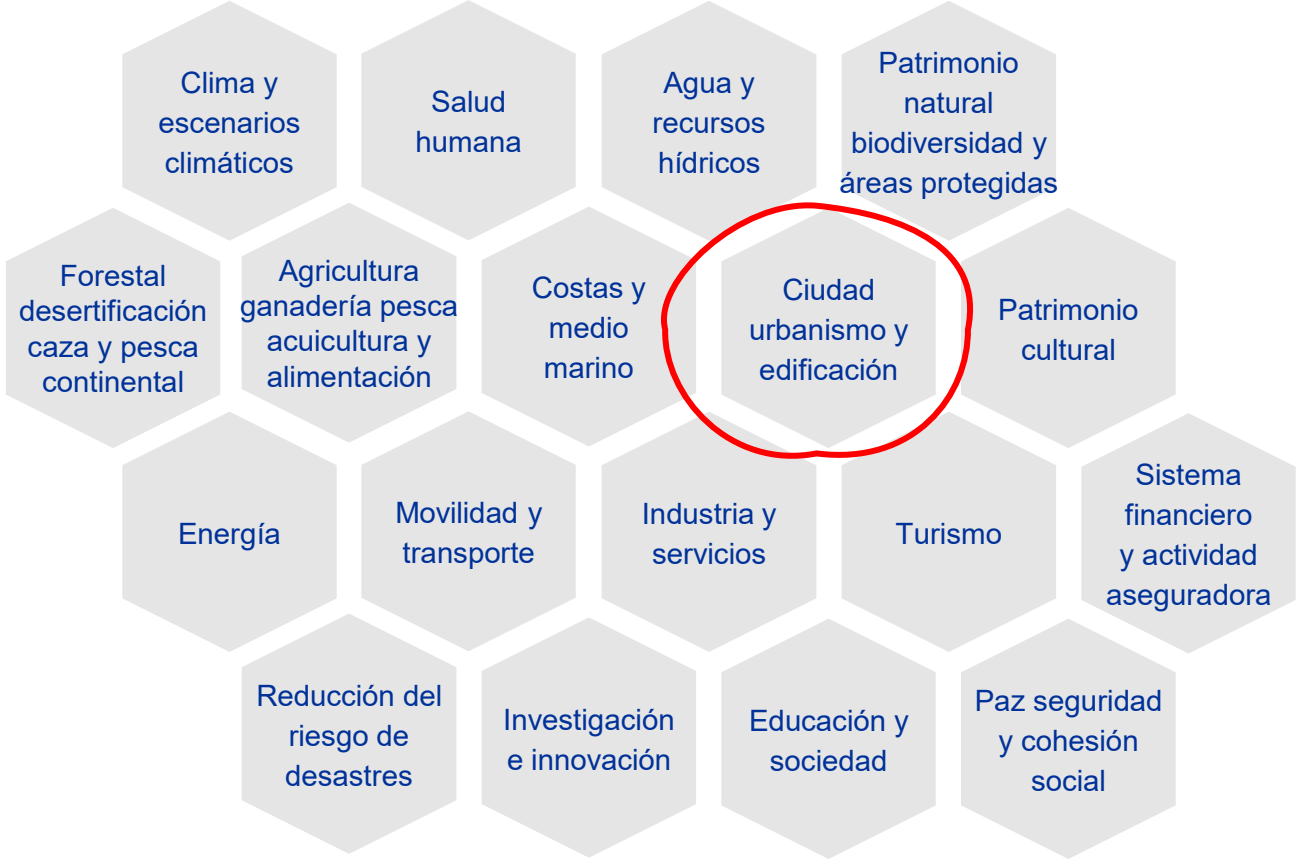 Clima y
escenarios
climáticos
Salud
humana
Agua y
recursos
hídricos
Patrimonio
natural
biodiversidad y
áreas protegidas
Forestal
desertificación
caza y pesca
continental
Agricultura
ganadería pesca
acuicultura y
alimentación
Costas y
medio
marino
Ciudad
urbanismo y
edificación
Patrimonio
cultural
Energía
Movilidad y
transporte
Industria y
servicios
Turismo
Sistema
financiero
y actividad
aseguradora
Reducción del
riesgo de
desastres
Investigación
e innovación
Educación y
sociedad
Paz seguridad
y cohesión
social